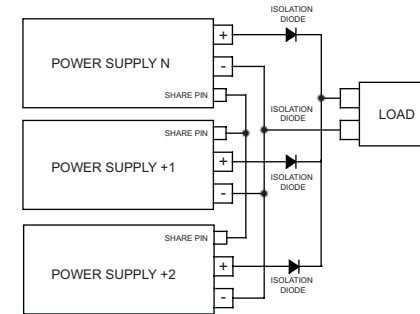 ISOLATION
DIODE
+
POWER SUPPLY N
-
SHARE PIN
ISOLATION
DIODE
LOAD
SHARE PIN
POWER SUPPLY +1
+
-
ISOLATION
DIODE
SHARE PIN
POWER SUPPLY +2
+
-
ISOLATION
DIODE